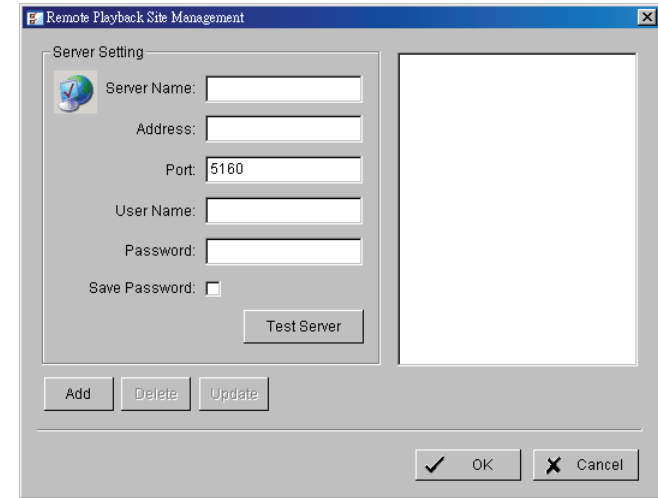 Remote Playback Site Management
Server Setting
Server Name:
Address:
Port: 5160
User Name:
Password:
Save Password:
Test Server
Add Delete Update
OK Cancel